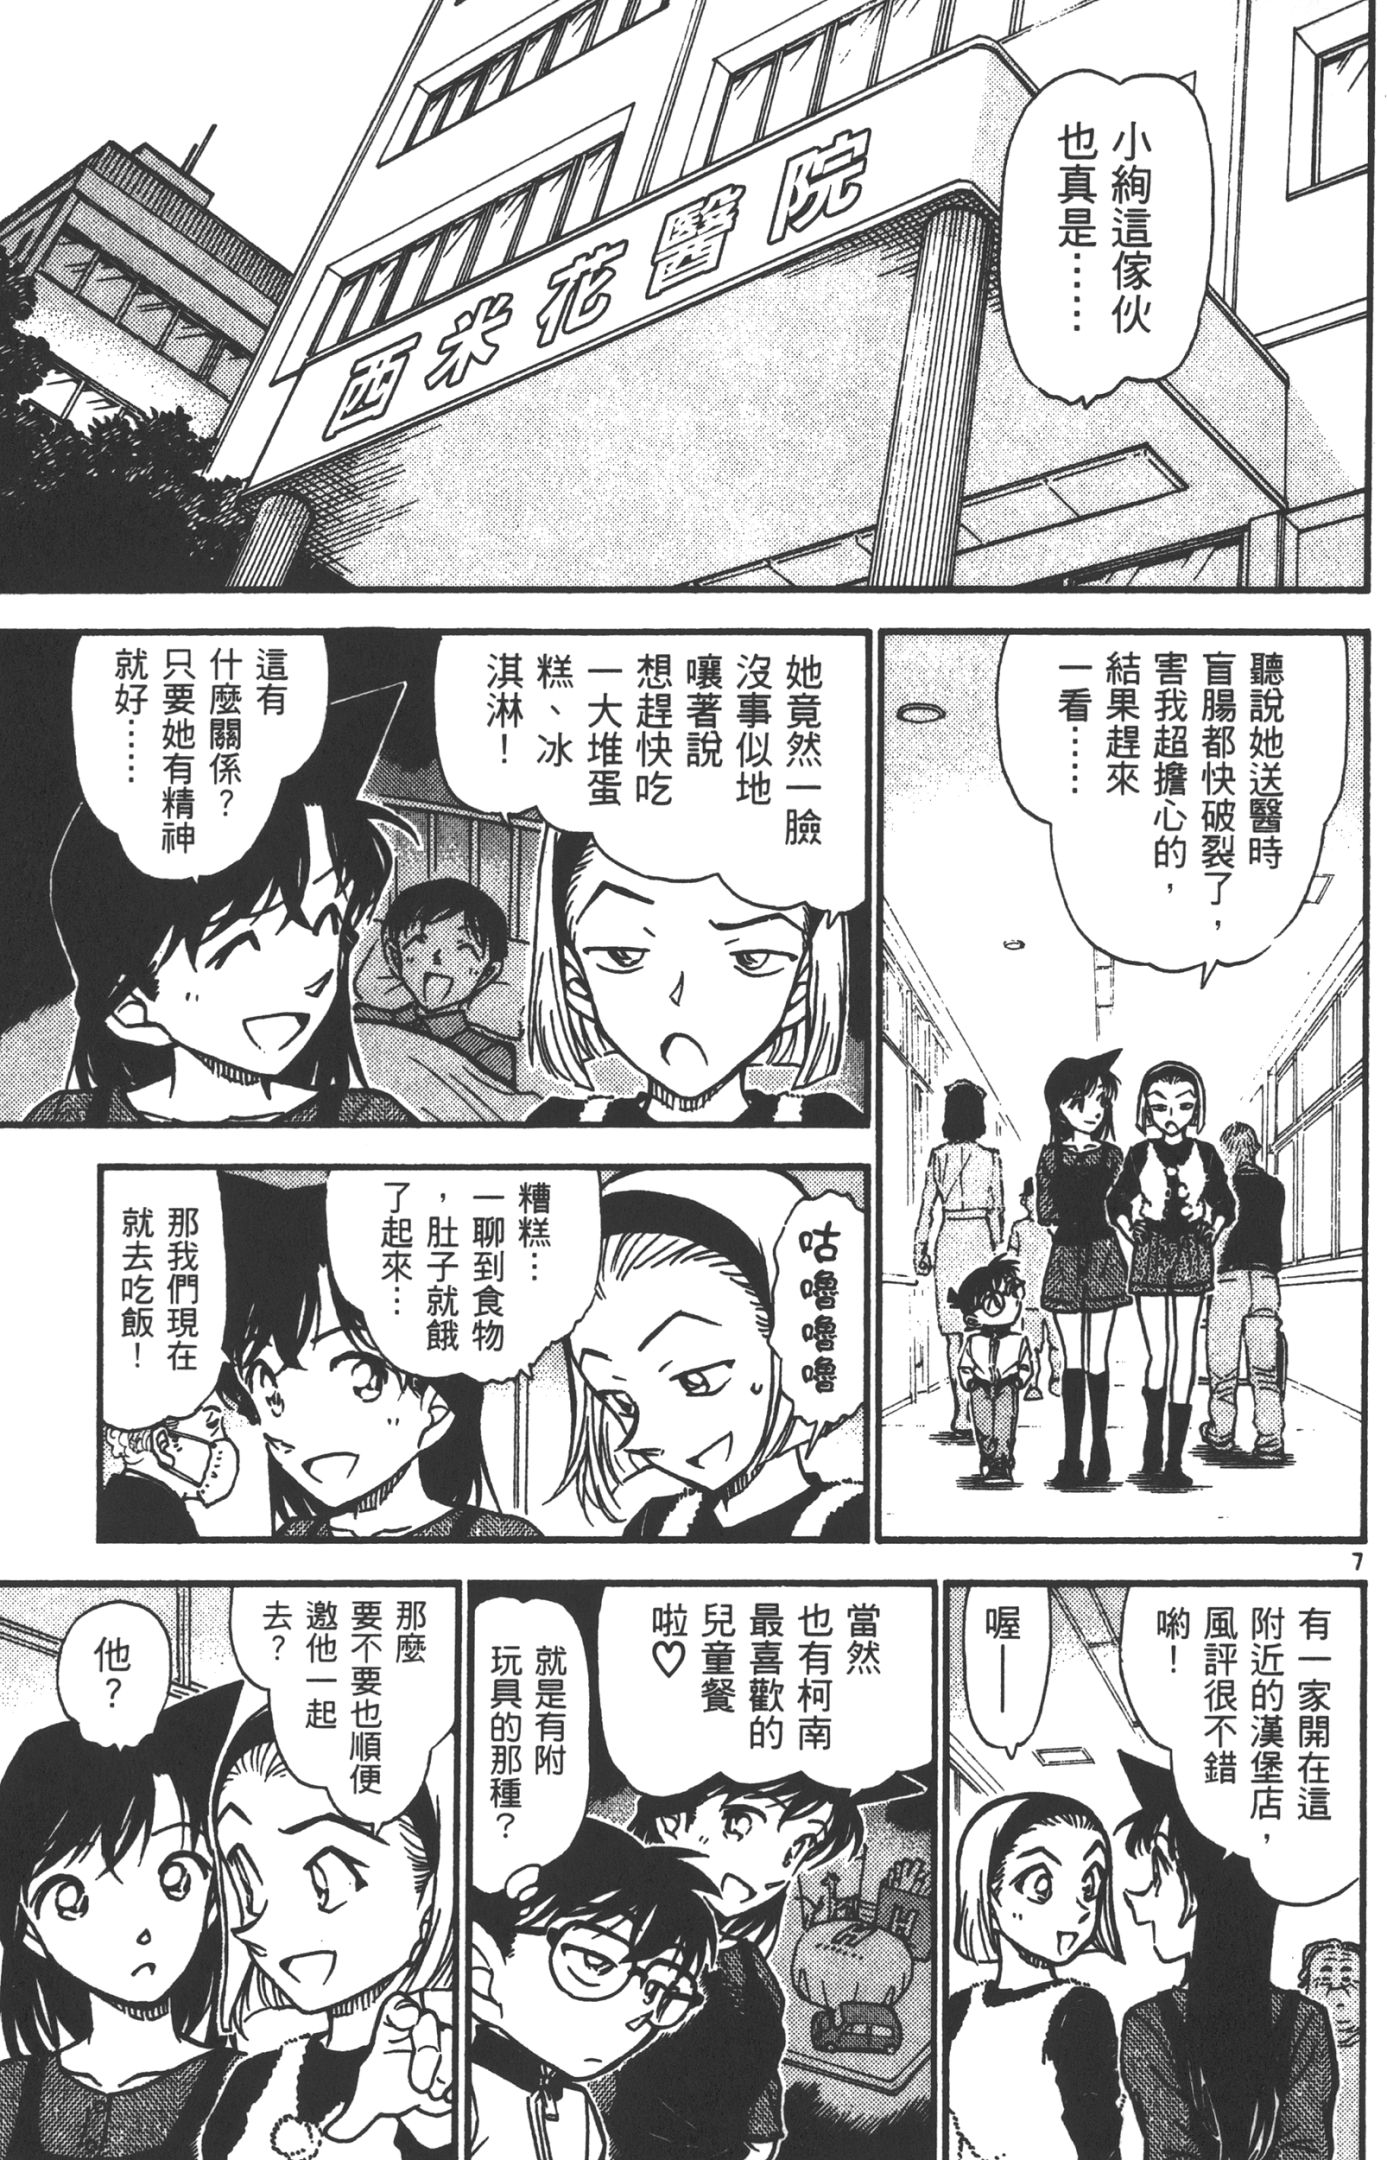 小絢這傢伙
也真是……
西米花醫院
聽說她送醫時
盲腸都快破裂了，
害我超擔心的，
結果趕來
一看……
她竟然一臉
沒事似地
嚷著說
想趕快吃
一大堆蛋
糕、冰
淇淋！
這有
什麼關係？
只要她有精神
就好……
咕嚕嚕嚕
糟糕…
一聊到食物
，肚子就餓
了起來…
那我們現在
就去吃飯！
7
有一家開在這
附近的漢堡店，
風評很不錯
喲！
喔——
當然
也有柯南
最喜歡的
兒童餐
啦♡
就是有附
玩具的那種？
那麼
要不要也順便
邀他一起
去？
他？